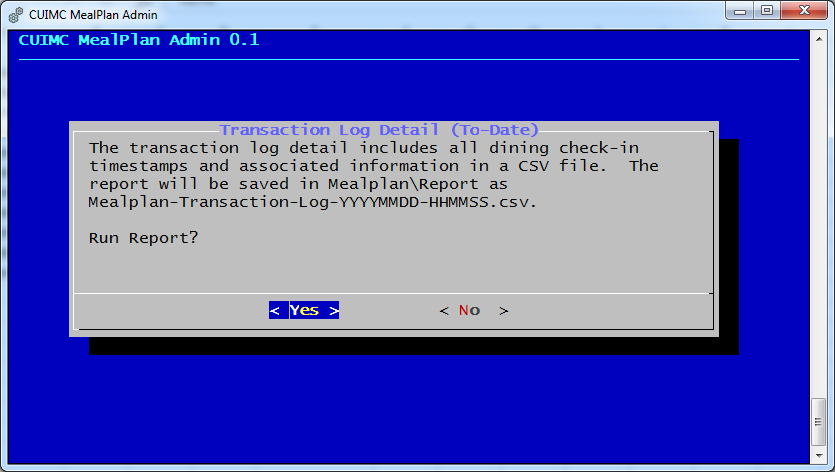 CUIMC MealPlan Admin
CUIMC MealPlan Admin 0.1
Transaction Log Detail (To-Date)
The transaction log detail includes all dining check-in
timestamps and associated information in a CSV file.  The
report will be saved in Mealplan\Report as
Mealplan-Transaction-Log-YYYYMMDD-HHMMSS.csv.
Run Report?
< Yes > < No  >